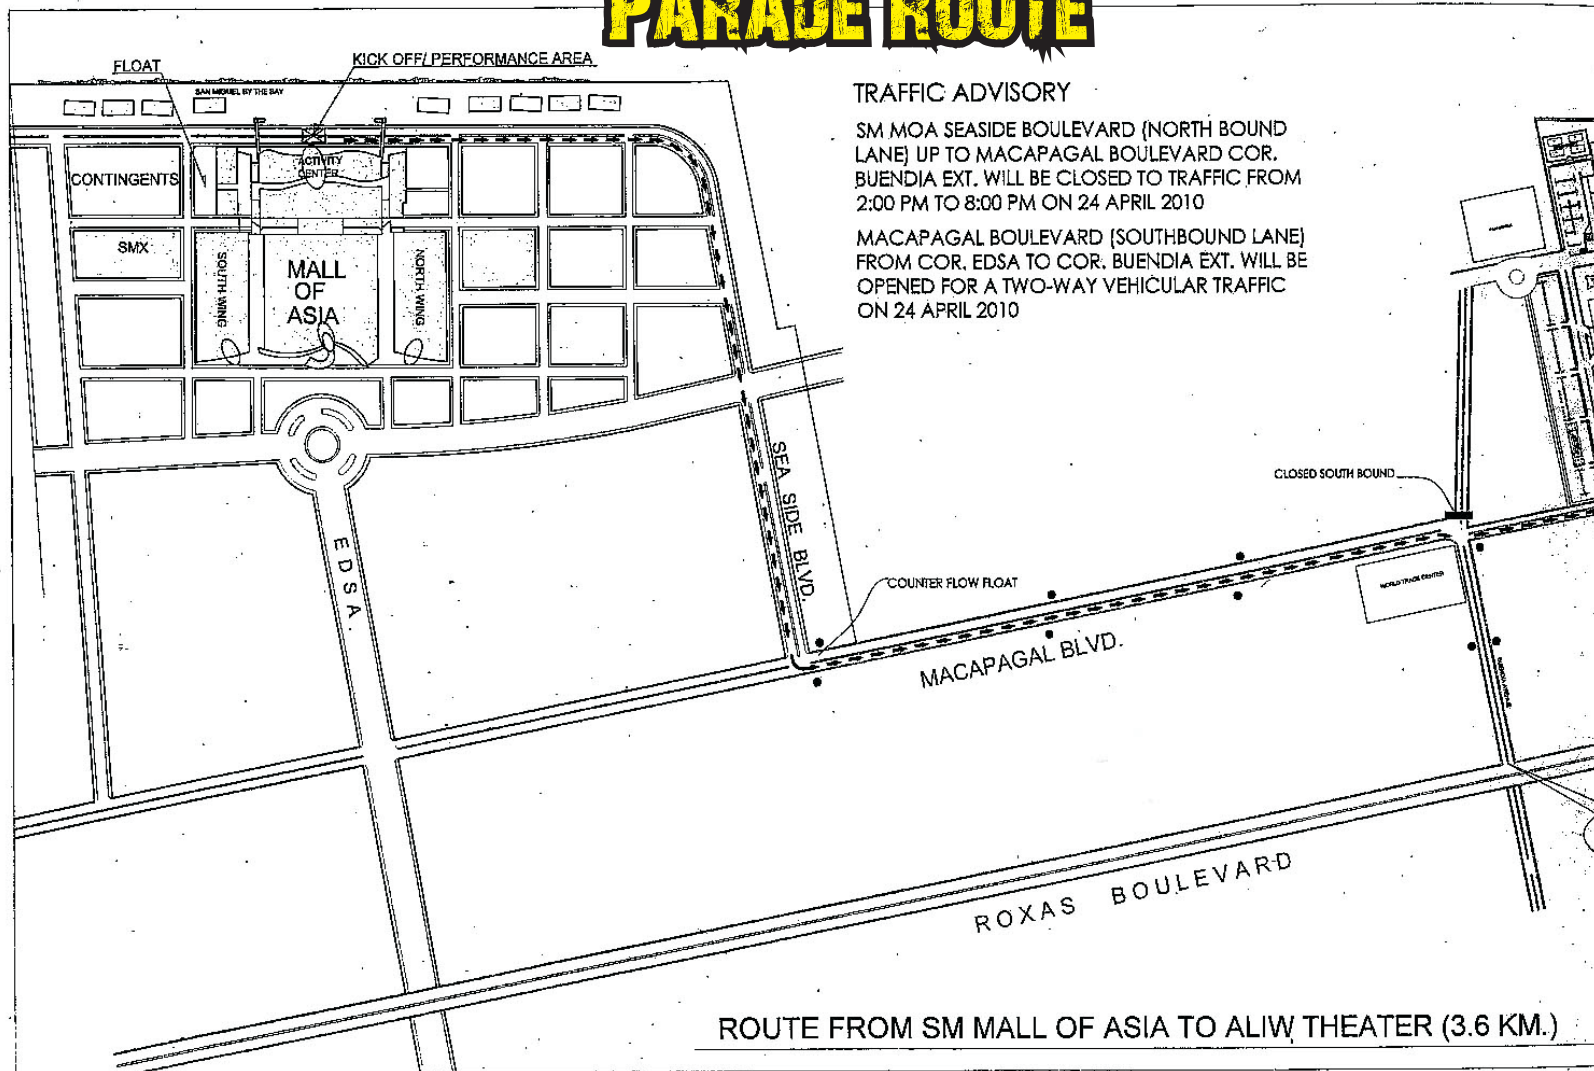 PARADE ROUTE
FLOAT
KICK OFF/ PERFORMANCE AREA
SAN MIGUEL BY THE BAY
TRAFFIC ADVISORY
SM MOA SEASIDE BOULEVARD (NORTH BOUND
LANE) UP TO MACAPAGAL BOULEVARD COR.
BUENDIA EXT. WILL BE CLOSED TO TRAFFIC FROM
2:00 PM TO 8:00 PM ON 24 APRIL 2010
MACAPAGAL BOULEVARD (SOUTHBOUND LANE)
FROM COR. EDSA TO COR. BUENDIA EXT. WILL BE
OPENED FOR A TWO-WAY VEHICULAR TRAFFIC
ON 24 APRIL 2010
ACTIVITY
CENTER
CONTINGENTS
SMX
SOUTH WING
MALL
OF
ASIA
NORTH WING
SEA SIDE BLVD.
CLOSED SOUTH BOUND
EDSA.
COUNTER FLOW FLOAT
WORLD TRADE CENTER
MACAPAGAL BLVD.
ROXAS BOULEVARD
ROUTE FROM SM MALL OF ASIA TO ALIW THEATER (3.6 KM.)